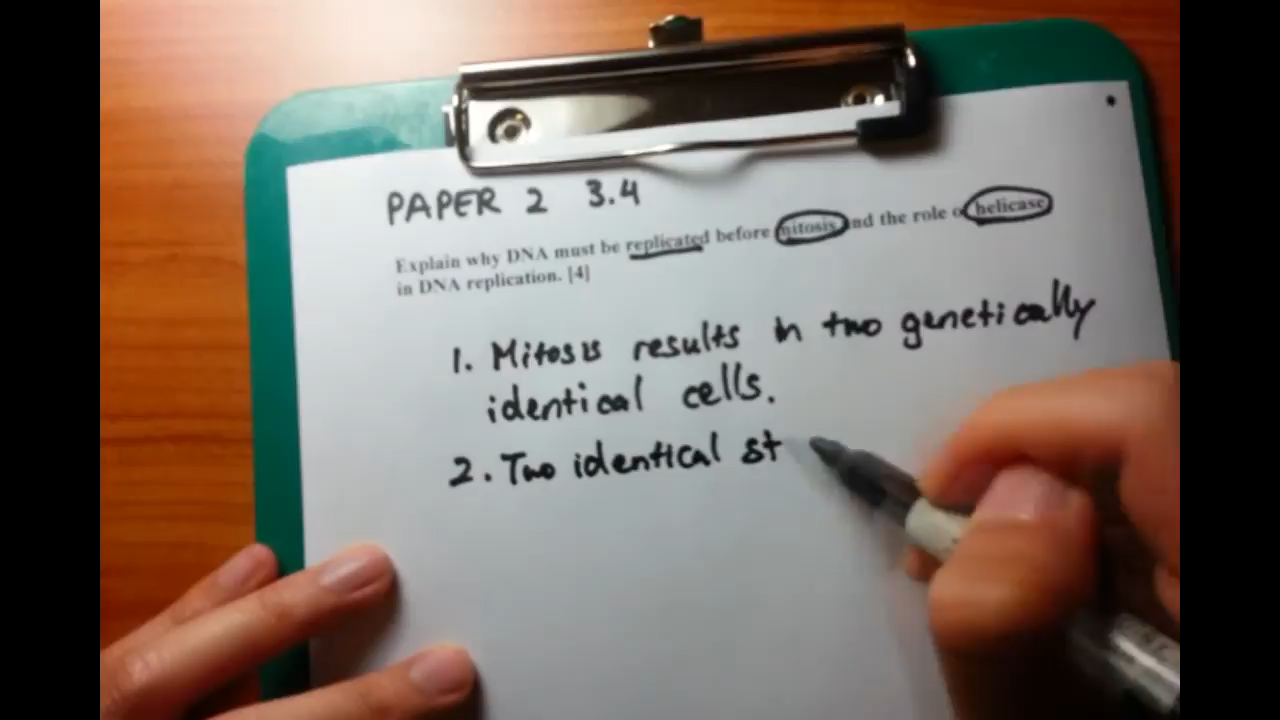 PAPER 2 3.4
Explain why DNA must be replicated before mitosis and the role of helicase
in DNA replication. [4]
1. Mitosis results in two genetically
identical cells.
2. Two identical st